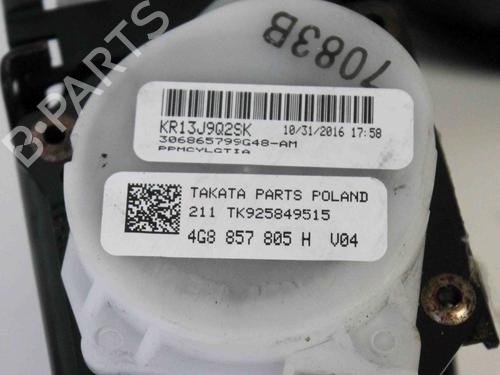 7083B
B-PARTS
KR13J9Q2SK 10/31/2016 17:58
306865799G48-AM
PPMCYLGTIA
TAKATA PARTS POLAND
211 TK925849515
4G8 857 805 H V04